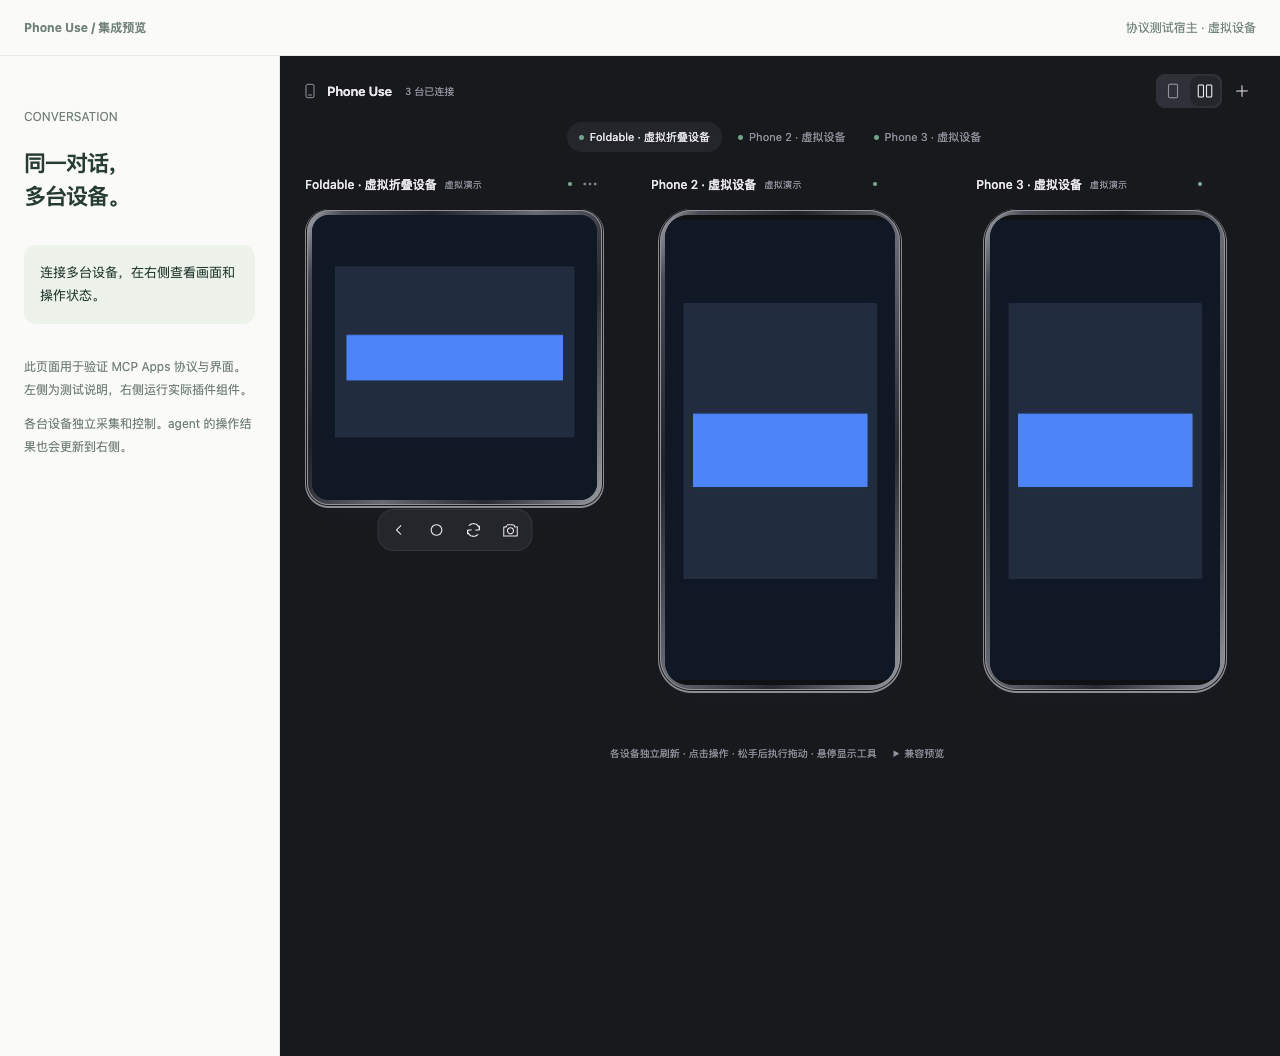 Phone Use / 集成预览
协议测试宿主 · 虚拟设备
CONVERSATION
同一对话，
多台设备。
连接多台设备，在右侧查看画面和
操作状态。
此页面用于验证 MCP Apps 协议与界面。
左侧为测试说明，右侧运行实际插件组件。
各台设备独立采集和控制。agent 的操作结
果也会更新到右侧。
Phone Use 3 台已连接
Foldable · 虚拟折叠设备 Phone 2 · 虚拟设备 Phone 3 · 虚拟设备
Foldable · 虚拟折叠设备 虚拟演示
Phone 2 · 虚拟设备 虚拟演示
Phone 3 · 虚拟设备 虚拟演示
各设备独立刷新 · 点击操作 · 松手后执行拖动 · 悬停显示工具 ▶ 兼容预览